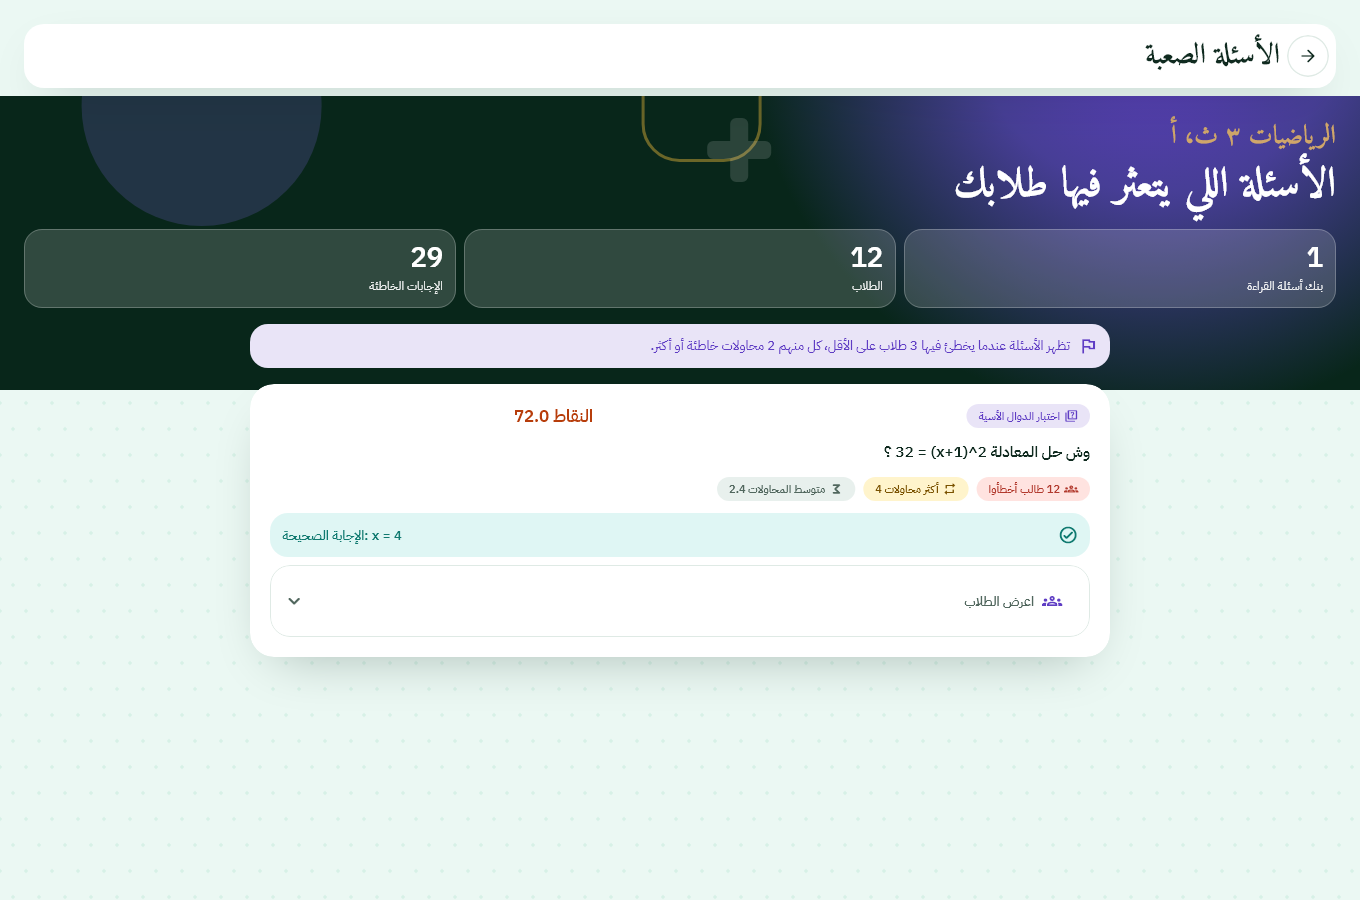 الأسئلة الصعبة
الرياضيات ٣ ث، أ
الأسئلة اللي يتعثر فيها طلابك
1
بنك أسئلة القراءة
12
الطلاب
29
الإجابات الخاطئة
تظهر الأسئلة عندما يخطئ فيها 3 طلاب على الأقل، كل منهم 2 محاولات خاطئة أو أكثر.
اختبار الدوال الأسية
النقاط 72.0
وش حل المعادلة 2^(x+1) = 32 ؟
12 طالب أخطأوا
أكثر محاولات 4
متوسط المحاولات 2.4
الإجابة الصحيحة: x = 4
اعرض الطلاب